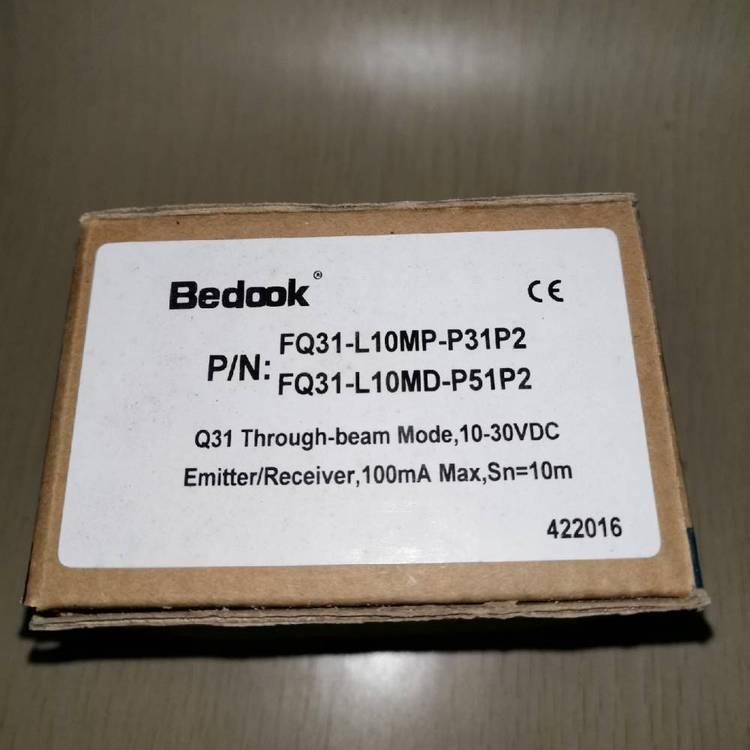 Bedook®
CE
P/N: FQ31-L10MP-P31P2
FQ31-L10MD-P51P2
Q31 Through-beam Mode,10-30VDC
Emitter/Receiver,100mA Max,Sn=10m
422016